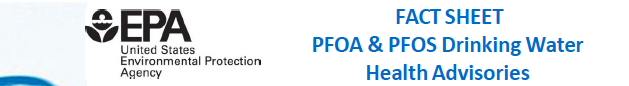 EPA
United States
Environmental Protection
Agency
FACT SHEET
PFOA & PFOS Drinking Water
Health Advisories